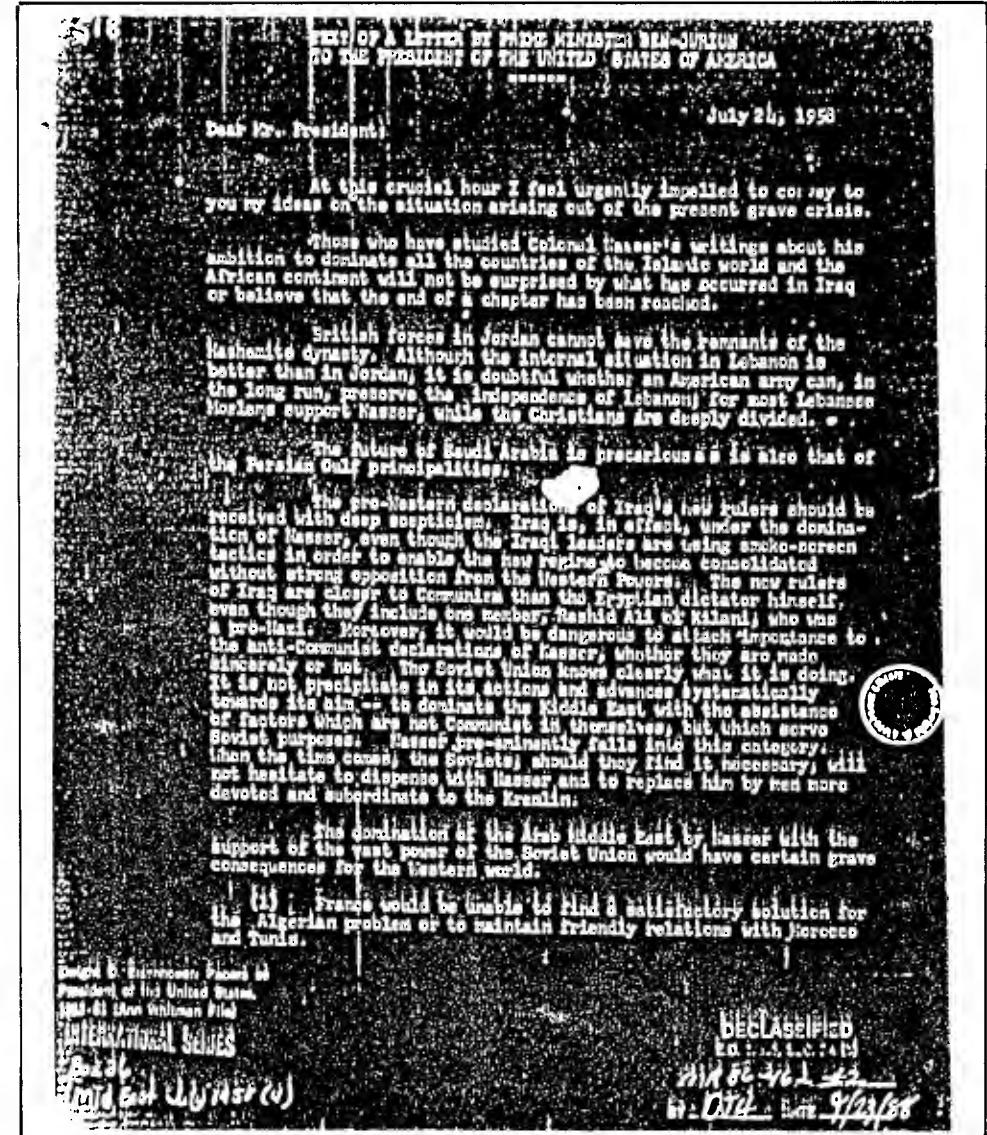 TEXT OF A LETTER BY PRIME MINISTER BEN-JURION
TO THE PRESIDENT OF THE UNITED STATES OF AMERICA
July 24, 1958
Dear Mr. President:
At this crucial hour I feel urgently impelled to convey to
you my ideas on the situation arising out of the present grave crisis.
Those who have studied Colonel Nasser's writings about his
ambition to dominate all the countries of the Islamic world and the
African continent will not be surprised by what has occurred in Iraq
or believe that the end of a chapter has been reached.
British forces in Jordan cannot save the remnants of the
Hashemite dynasty. Although the internal situation in Lebanon is
better than in Jordan, it is doubtful whether an American army can, in
the long run, preserve the independence of Lebanon; for most Lebanese
Moslems support Nasser, while the Christians are deeply divided.
The future of Saudi Arabia is precarious as is also that of
the Persian Gulf principalities.
The pro-Western declarations of Iraq's new rulers should be
received with deep scepticism. Iraq is, in effect, under the domina-
tion of Nasser, even though the Iraqi leaders are using smoke-screen
tactics in order to enable the new regime to become consolidated
without strong opposition from the Western Powers. The new rulers
of Iraq are closer to Communism than the Egyptian dictator himself,
even though they include one member, Rashid Ali el Kilani, who was
a pro-Nazi. Moreover, it would be dangerous to attach importance to
the anti-Communist declarations of Nasser, whether they are made
sincerely or not. The Soviet Union knows clearly what it is doing.
It is not precipitate in its actions and advances systematically
towards its aim -- to dominate the Middle East with the assistance
of factors which are not Communist in themselves, but which serve
Soviet purposes. Nasser pre-eminently falls into this category.
When the time comes, the Soviets, should they find it necessary, will
not hesitate to dispense with Nasser and to replace him by men more
devoted and subordinate to the Kremlin.
The domination of the Arab Middle East by Nasser with the
support of the vast power of the Soviet Union would have certain grave
consequences for the Western world.
(1) France would be unable to find a satisfactory solution for
the Algerian problem or to maintain friendly relations with Morocco
and Tunis.
Dwight D. Eisenhower Papers as
President of the United States,
1953-61 (Ann Whitman File)
INTERNATIONAL SERIES
Box 36
Mid East July 1958 (4)
DECLASSIFIED
MR 86-461
BY DATE 9/23/88